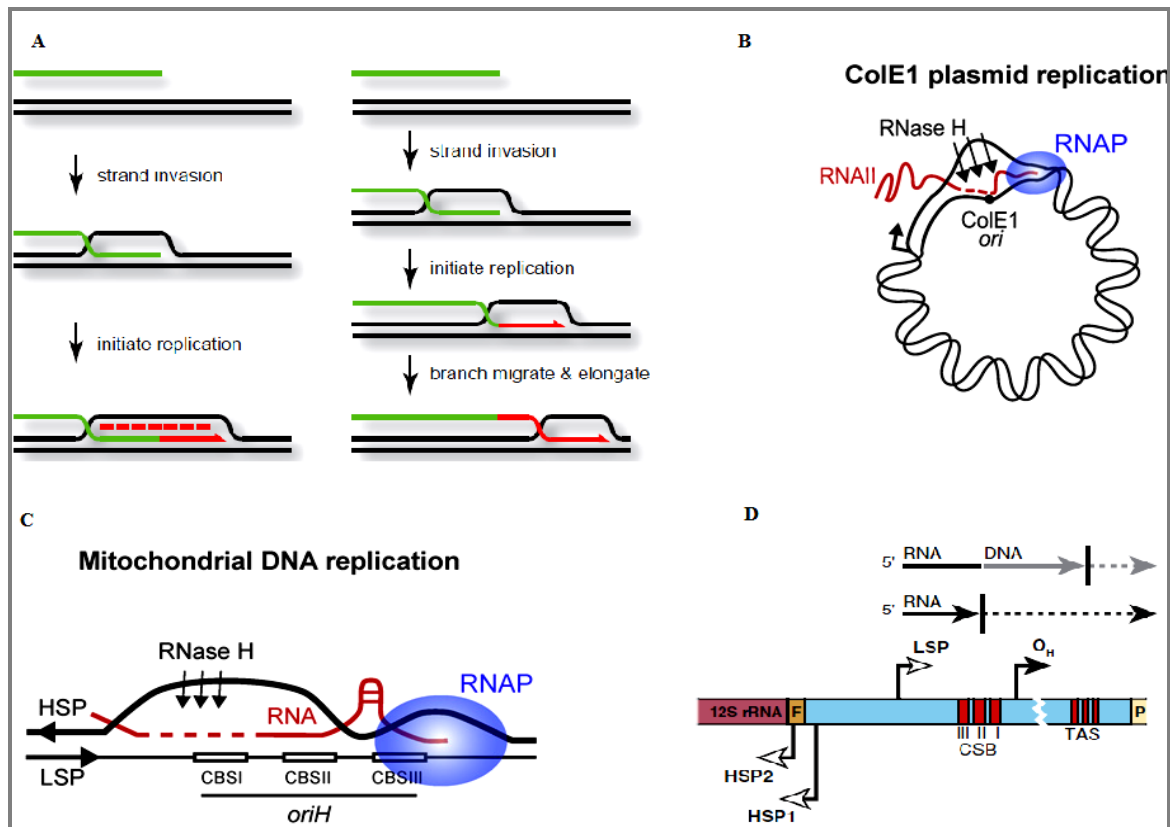 A
strand invasion
initiate replication
strand invasion
initiate replication
branch migrate & elongate
B
ColE1 plasmid replication
RNase H
RNAP
RNAII
ColE1
ori
C
Mitochondrial DNA replication
RNase H
RNAP
HSP
RNA
LSP
CBSI
CBSII
CBSIII
oriH
D
5' RNA DNA
5' RNA
LSP
OH
12S rRNA F P
III II I
CSB
TAS
HSP2
HSP1